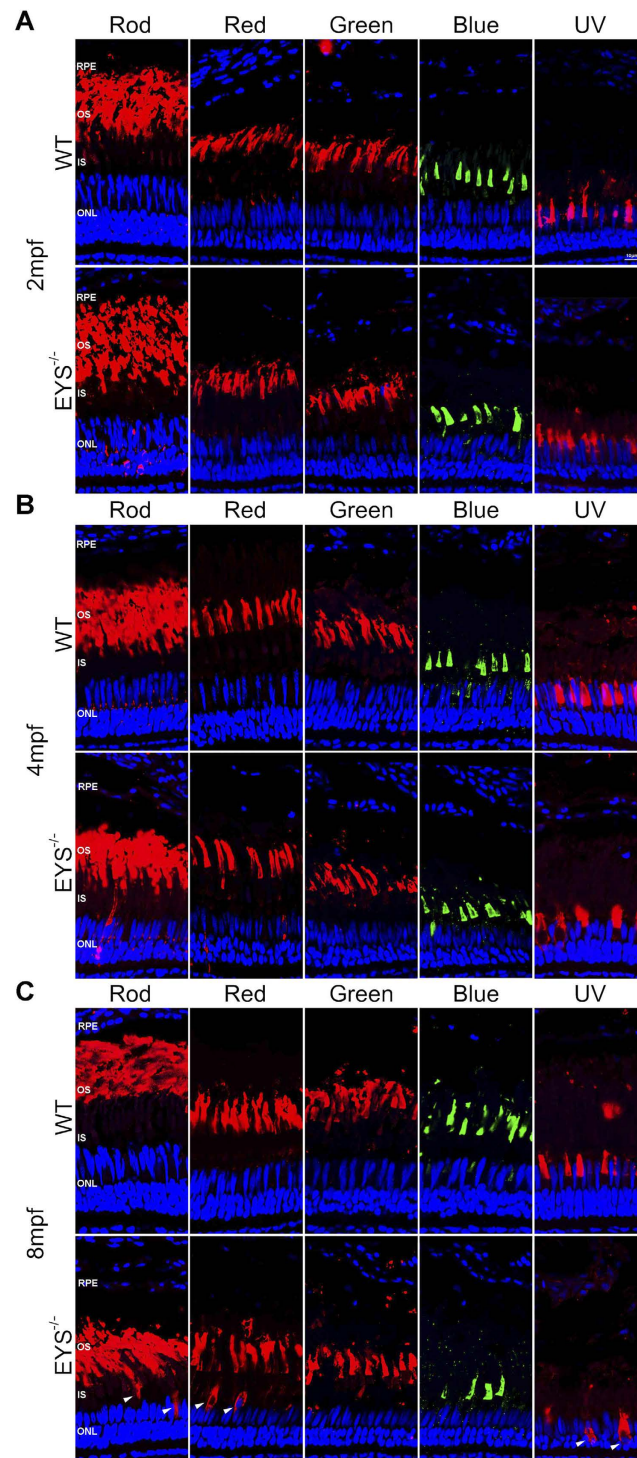 A
Rod Red Green Blue UV
2mpf
WT
RPE
OS
IS
ONL
10μm
EYS-/-
RPE
OS
IS
ONL
B
Rod Red Green Blue UV
4mpf
WT
RPE
OS
IS
ONL
EYS-/-
RPE
OS
IS
ONL
C
Rod Red Green Blue UV
8mpf
WT
RPE
OS
IS
ONL
EYS-/-
RPE
OS
IS
ONL